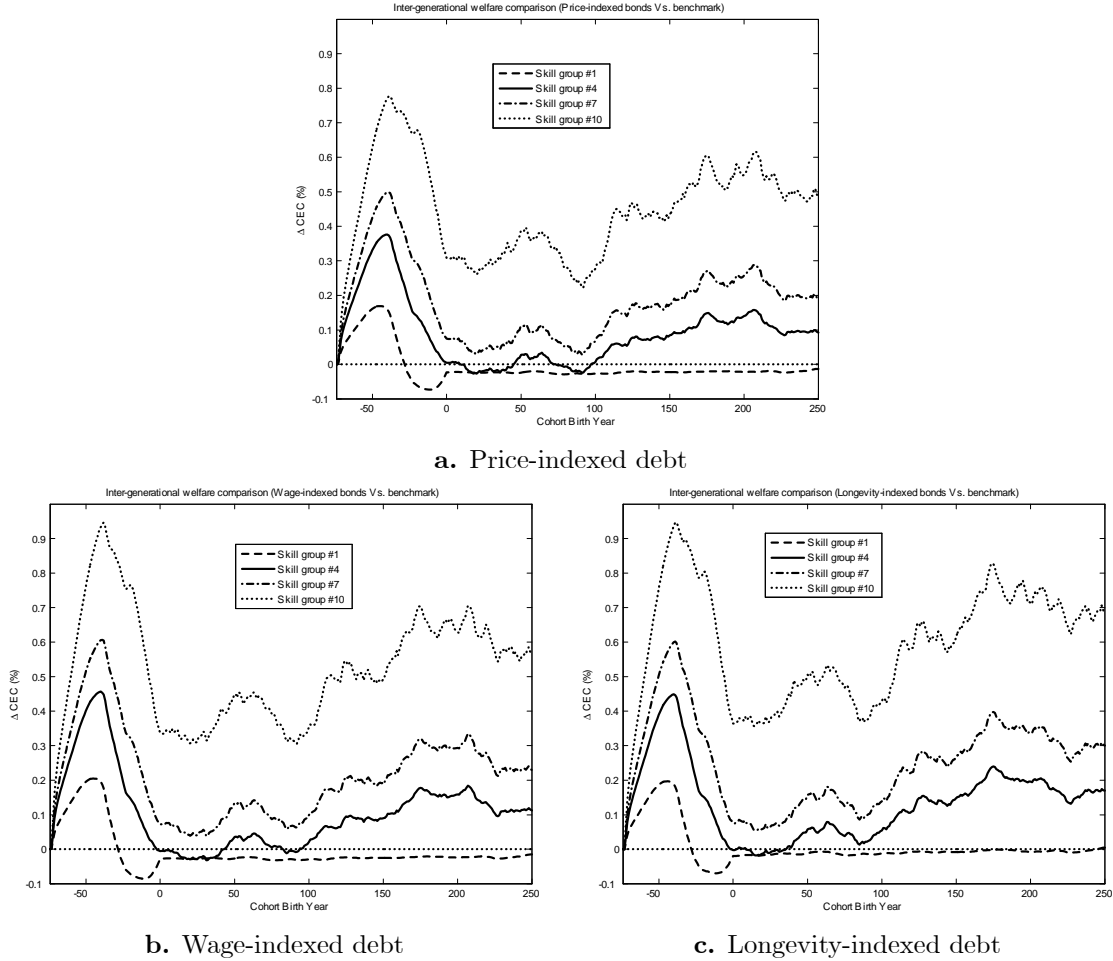 Inter-generational welfare comparison (Price-indexed bonds Vs. benchmark)
Skill group #1
Skill group #4
Skill group #7
Skill group #10
Δ CEC (%)
0.9
0.8
0.7
0.6
0.5
0.4
0.3
0.2
0.1
0
-0.1
-50 0 50 100 150 200 250
Cohort Birth Year
a. Price-indexed debt
Inter-generational welfare comparison (Wage-indexed bonds Vs. benchmark)
Skill group #1
Skill group #4
Skill group #7
Skill group #10
Δ CEC (%)
0.9
0.8
0.7
0.6
0.5
0.4
0.3
0.2
0.1
0
-0.1
-50 0 50 100 150 200 250
Cohort Birth Year
b. Wage-indexed debt
Inter-generational welfare comparison (Longevity-indexed bonds Vs. benchmark)
Skill group #1
Skill group #4
Skill group #7
Skill group #10
Δ CEC (%)
0.9
0.8
0.7
0.6
0.5
0.4
0.3
0.2
0.1
0
-0.1
-50 0 50 100 150 200 250
Cohort Birth Year
c. Longevity-indexed debt